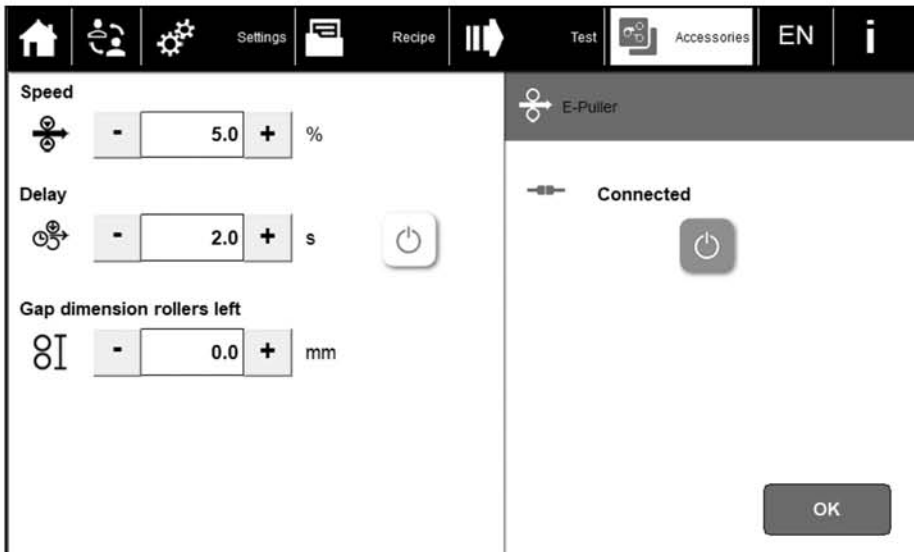 Settings
Recipe
Test
Accessories
EN
i
Speed
- 5.0 + %
Delay
- 2.0 + s
Gap dimension rollers left
- 0.0 + mm
E-Puller
Connected
OK